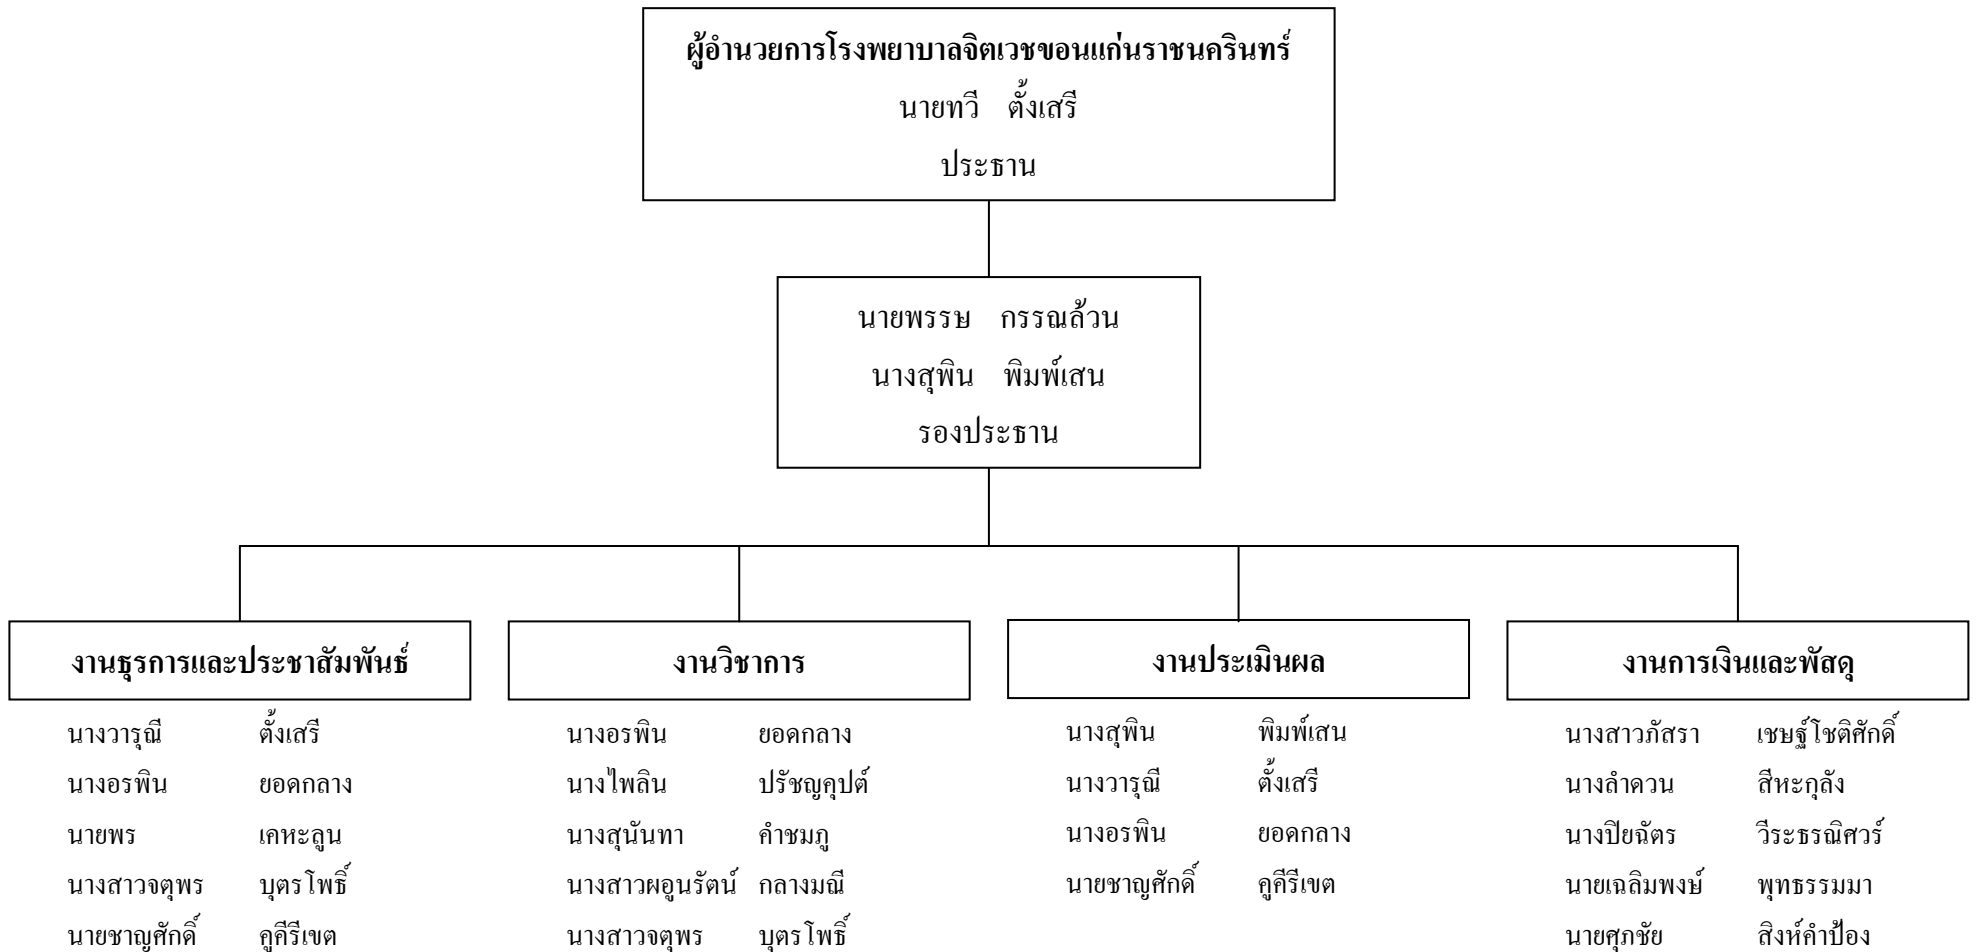 ผู้อำนวยการโรงพยาบาลจิตเวชขอนแก่นราชนครินทร์
นายทวี ตั้งเสรี
ประธาน
นายพรรษ กรรณล้วน
นางสุพิน พิมพ์เสน
รองประธาน
งานธุรการและประชาสัมพันธ์
นางวารุณี ตั้งเสรี
นางอรพิน ยอดกลาง
นายพร เคหะลูน
นางสาวจตุพร บุตรโพธิ์
นายชาญศักดิ์ คูคีรีเขต
งานวิชาการ
นางอรพิน ยอดกลาง
นางไพลิน ปรัชญคุปต์
นางสุนันทา คำชมภู
นางสาวผอูนรัตน์ กลางมณี
นางสาวจตุพร บุตรโพธิ์
งานประเมินผล
นางสุพิน พิมพ์เสน
นางวารุณี ตั้งเสรี
นางอรพิน ยอดกลาง
นายชาญศักดิ์ คูคีรีเขต
งานการเงินและพัสดุ
นางสาวภัสรา เชษฐ์โชติศักดิ์
นางลำดวน สีหะกุลัง
นางปิยฉัตร วีระธรณิศวร์
นายเฉลิมพงษ์ พุทธรรมมา
นายศุภชัย สิงห์คำป้อง